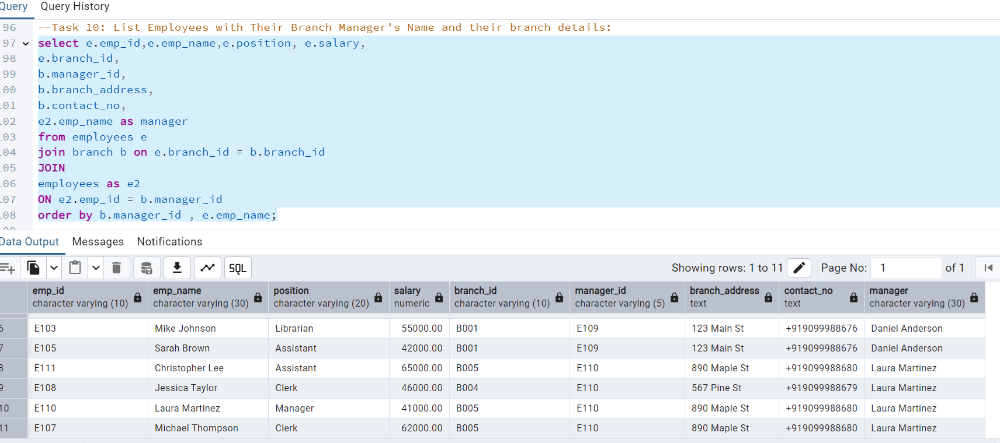 Query Query History
96 --Task 10: List Employees with Their Branch Manager's Name and their branch details:
97 select e.emp_id,e.emp_name,e.position, e.salary,
98 e.branch_id,
99 b.manager_id,
00 b.branch_address,
01 b.contact_no,
02 e2.emp_name as manager
03 from employees e
04 join branch b on e.branch_id = b.branch_id
05 JOIN
06 employees as e2
07 ON e2.emp_id = b.manager_id
08 order by b.manager_id , e.emp_name;
Data Output Messages Notifications
SQL Showing rows: 1 to 11 Page No: 1 of 1
emp_id emp_name position salary branch_id manager_id branch_address contact_no manager
character varying (10) character varying (30) character varying (20) numeric character varying (10) character varying (5) text text character varying (30)
6 E103 Mike Johnson Librarian 55000.00 B001 E109 123 Main St +919099988676 Daniel Anderson
7 E105 Sarah Brown Assistant 42000.00 B001 E109 123 Main St +919099988676 Daniel Anderson
8 E111 Christopher Lee Assistant 65000.00 B005 E110 890 Maple St +919099988680 Laura Martinez
9 E108 Jessica Taylor Clerk 46000.00 B004 E110 567 Pine St +919099988679 Laura Martinez
10 E110 Laura Martinez Manager 41000.00 B005 E110 890 Maple St +919099988680 Laura Martinez
11 E107 Michael Thompson Clerk 62000.00 B005 E110 890 Maple St +919099988680 Laura Martinez